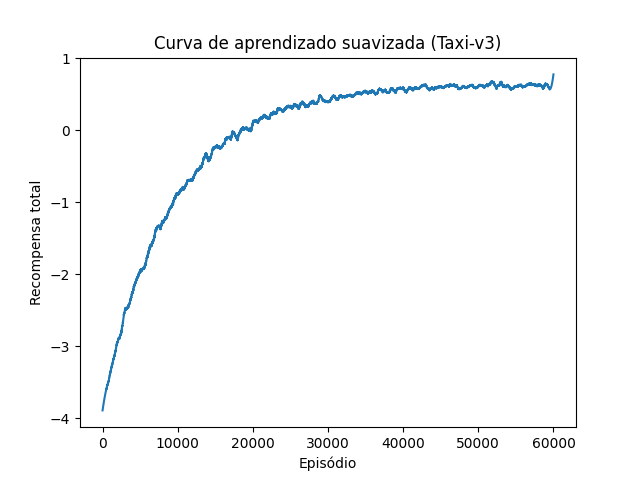 Curva de aprendizado suavizada (Taxi-v3)
Recompensa total
1
0
−1
−2
−3
−4
0 10000 20000 30000 40000 50000 60000
Episódio